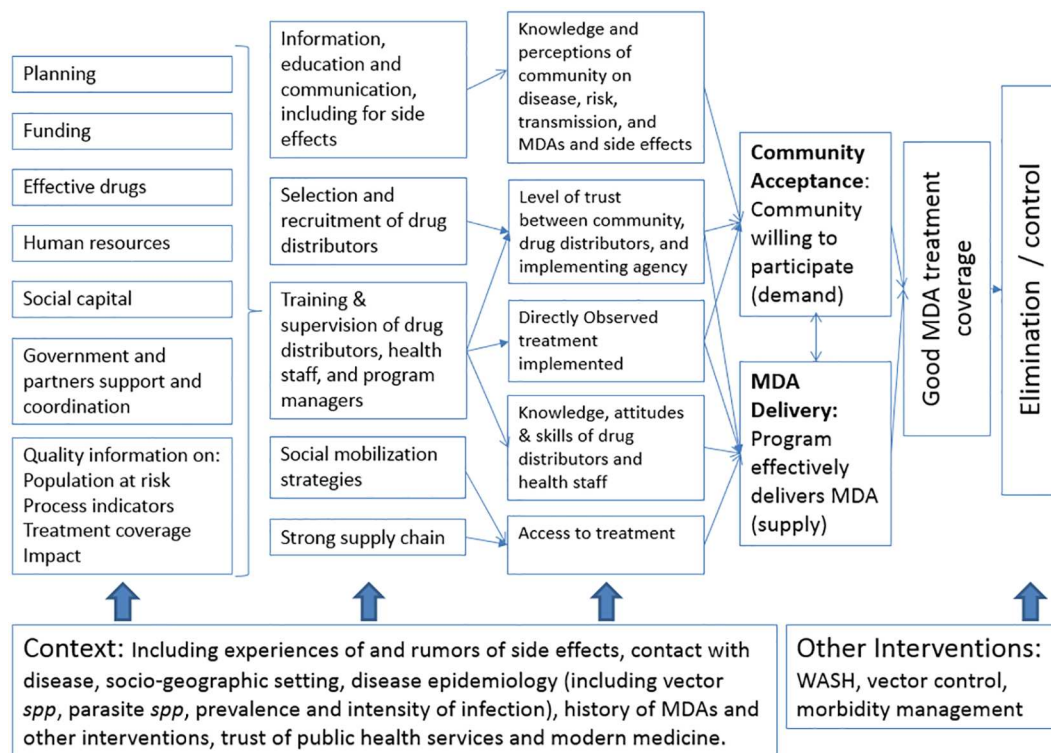 Planning
Funding
Effective drugs
Human resources
Social capital
Government and
partners support and
coordination
Quality information on:
Population at risk
Process indicators
Treatment coverage
Impact
Information,
education and
communication,
including for side
effects
Selection and
recruitment of drug
distributors
Training &
supervision of drug
distributors, health
staff, and program
managers
Social mobilization
strategies
Strong supply chain
Knowledge and
perceptions of
community on
disease, risk,
transmission, and
MDAs and side effects
Level of trust
between community,
drug distributors, and
implementing agency
Directly Observed
treatment
implemented
Knowledge, attitudes
& skills of drug
distributors and
health staff
Access to treatment
Community
Acceptance:
Community
willing to
participate
(demand)
MDA
Delivery:
Program
effectively
delivers MDA
(supply)
Good MDA treatment
coverage
Elimination / control
Context: Including experiences of and rumors of side effects, contact with
disease, socio-geographic setting, disease epidemiology (including vector
spp, parasite spp, prevalence and intensity of infection), history of MDAs and
other interventions, trust of public health services and modern medicine.
Other Interventions:
WASH, vector control,
morbidity management